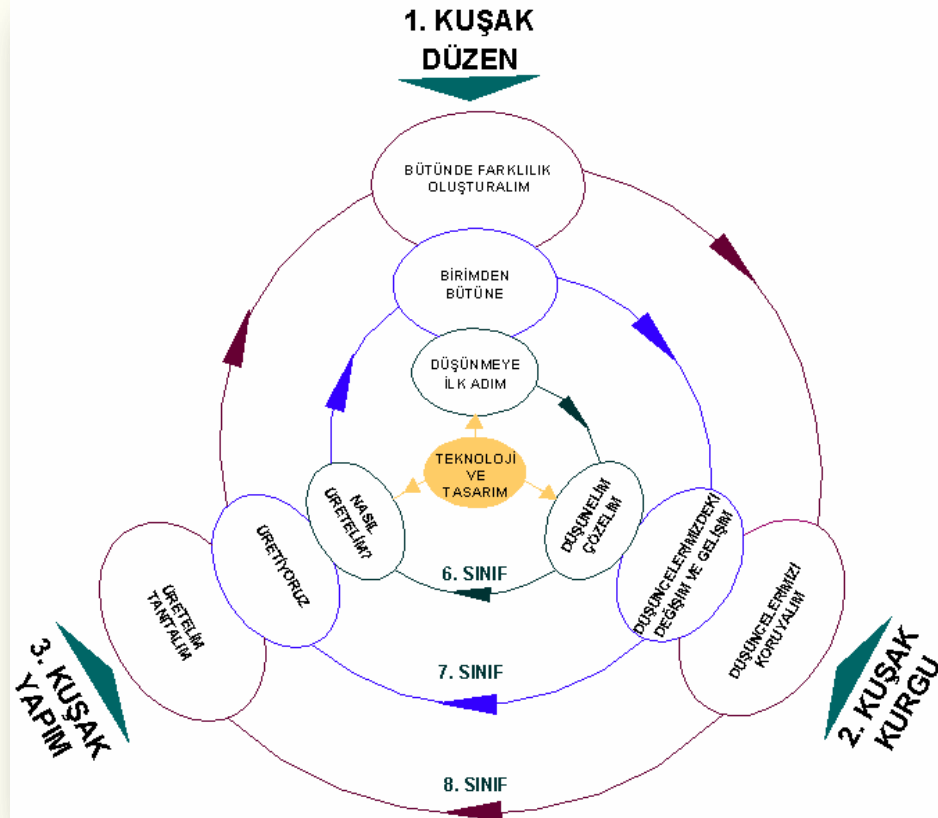 1. KUŞAK
DÜZEN
BÜTÜNDE FARKLILIK
OLUŞTURALIM
BİRİMDEN
BÜTÜNE
DÜŞÜNMEYE
İLK ADIM
TEKNOLOJİ
VE
TASARIM
NASIL
ÜRETELİM?
DÜŞÜNELİM
ÇÖZELİM
6. SINIF
ÜRETİYORUZ
DÜŞÜNCELERİMİZDEKİ
DEĞİŞİM VE GELİŞİM
7. SINIF
ÜRETELİM
TANITALIM
DÜŞÜNCELERİMİZİ
KORUYALIM
8. SINIF
3. KUŞAK
YAPIM
2. KUŞAK
KURGU